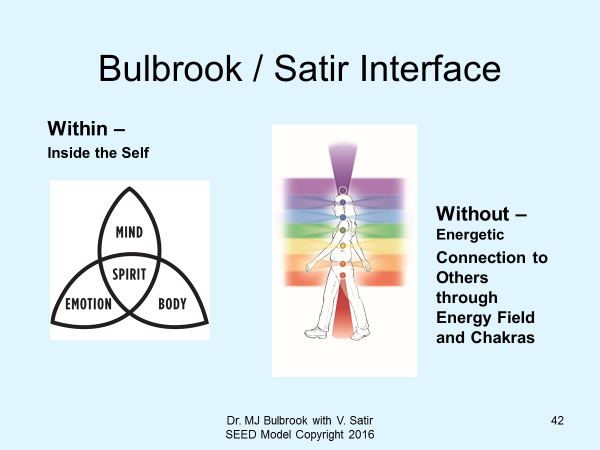 Bulbrook / Satir Interface
Within –
Inside the Self
MIND
SPIRIT
EMOTION BODY
Without –
Energetic
Connection to
Others
through
Energy Field
and Chakras
Dr. MJ Bulbrook with V. Satir
SEED Model Copyright 2016
42